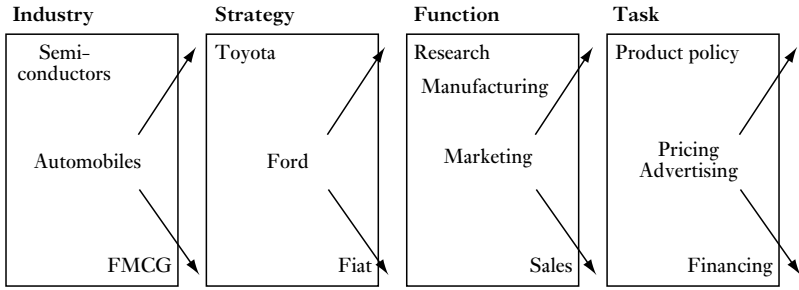 Industry
Semi-
conductors
Automobiles
FMCG
Strategy
Toyota
Ford
Fiat
Function
Research
Manufacturing
Marketing
Sales
Task
Product policy
Pricing
Advertising
Financing